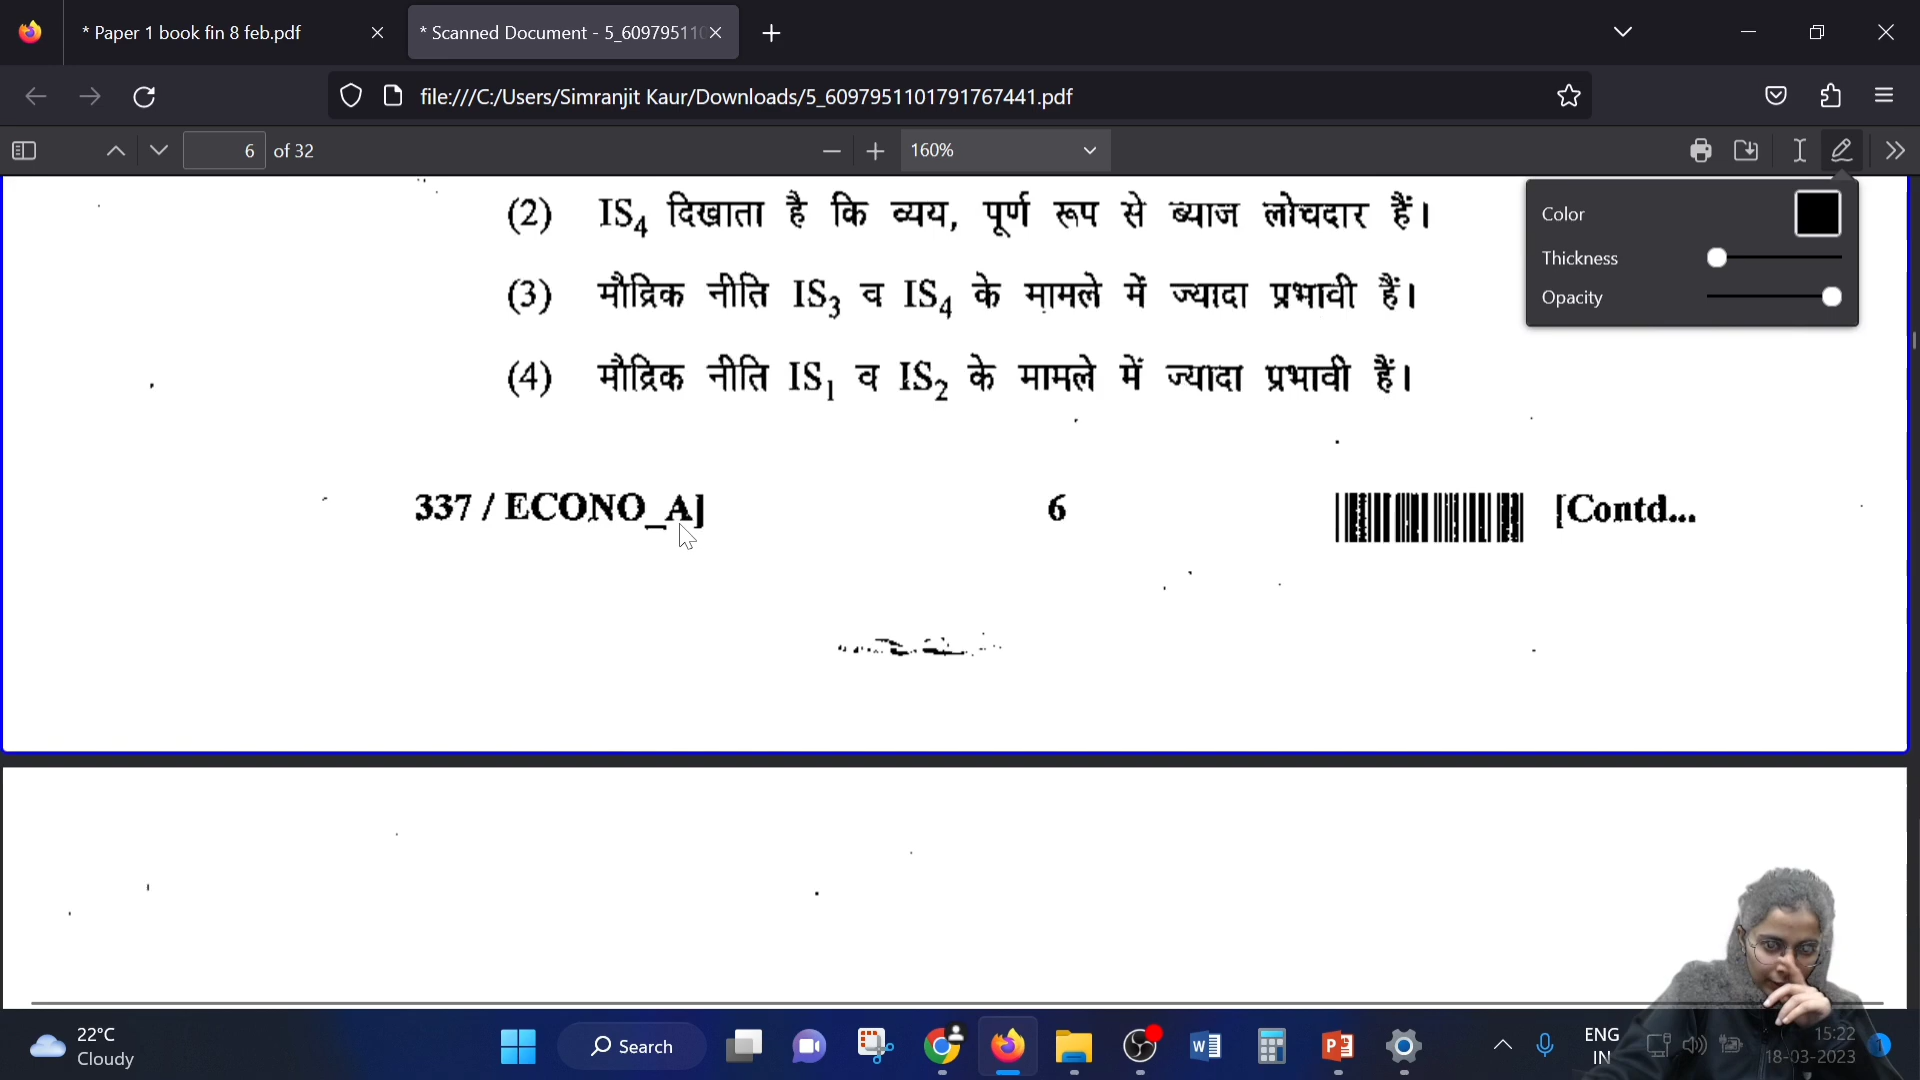 * Paper 1 book fin 8 feb.pdf
* Scanned Document - 5_60979511
file:///C:/Users/Simranjit Kaur/Downloads/5_6097951101791767441.pdf
6 of 32
160%
Color
Thickness
Opacity
(2) IS4 दिखाता है कि व्यय, पूर्ण रूप से ब्याज लोचदार हैं।
(3) मौद्रिक नीति IS3 व IS4 के मामले में ज्यादा प्रभावी हैं।
(4) मौद्रिक नीति IS1 व IS2 के मामले में ज्यादा प्रभावी हैं।
337 / ECONO_A]
6
[Contd...
22°C
Cloudy
Search
ENG
IN
15:22
18-03-2023
1